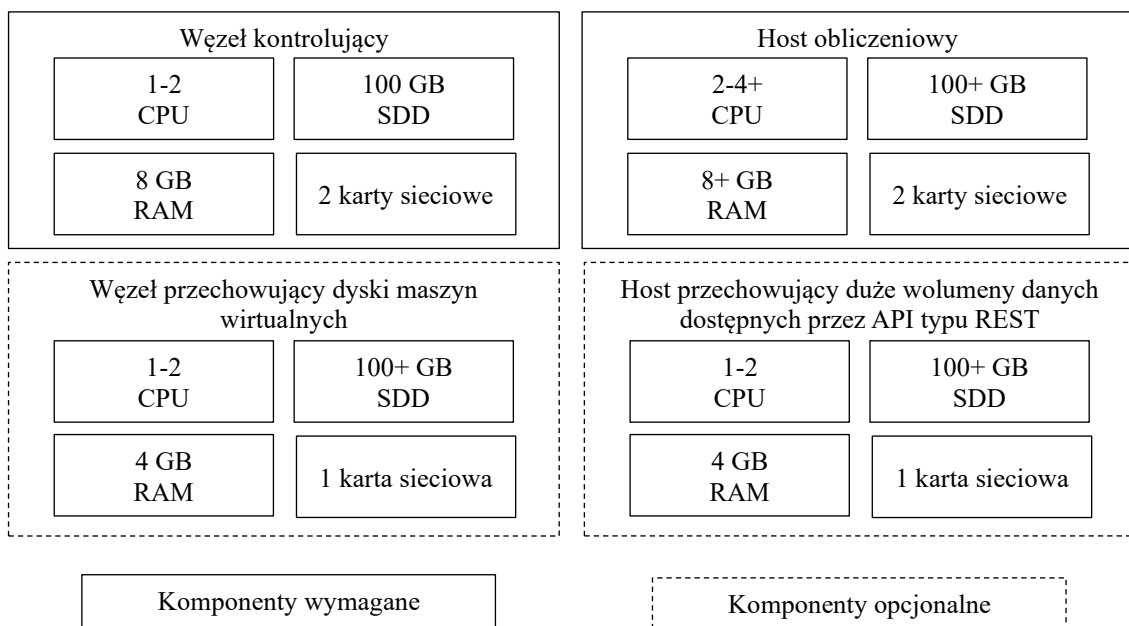 Węzeł kontrolujący
1-2
CPU
100 GB
SDD
8 GB
RAM
2 karty sieciowe
Host obliczeniowy
2-4+
CPU
100+ GB
SDD
8+ GB
RAM
2 karty sieciowe
Węzeł przechowujący dyski maszyn
wirtualnych
1-2
CPU
100+ GB
SDD
4 GB
RAM
1 karta sieciowa
Host przechowujący duże wolumeny danych
dostępnych przez API typu REST
1-2
CPU
100+ GB
SDD
4 GB
RAM
1 karta sieciowa
Komponenty wymagane
Komponenty opcjonalne